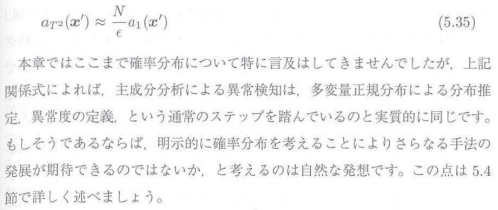 a_{T²}(x′) ≈ N/ϵ a₁(x′) (5.35)
本章ではここまで確率分布について特に言及はしてきませんでしたが，上記
関係式によれば，主成分分析による異常検知は，多変量正規分布による分布推
定，異常度の定義，という通常のステップを踏んでいるのと実質的に同じです。
もしそうであるならば，明示的に確率分布を考えることによりさらなる手法の
発展が期待できるのではないか，と考えるのは自然な発想です。この点は 5.4
節で詳しく述べましょう。